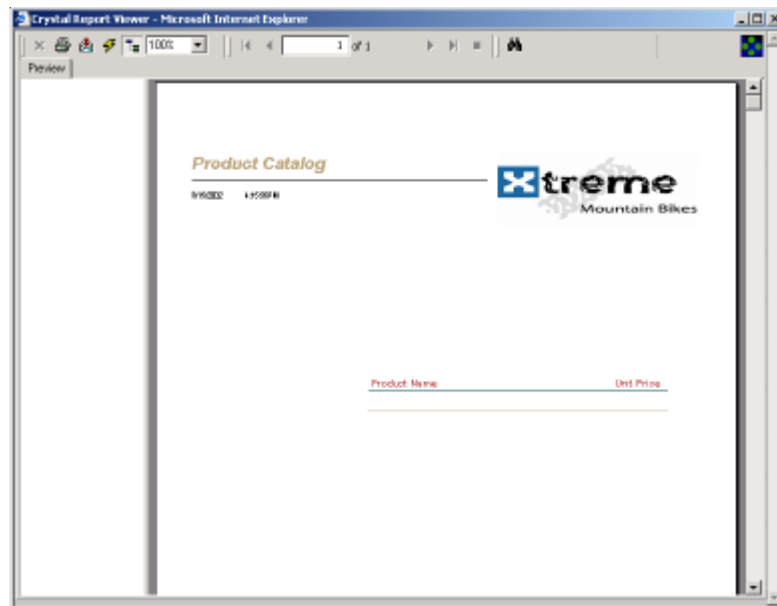 Crystal Report Viewer - Microsoft Internet Explorer
100% 1 of 1
Preview
Product Catalog
Xtreme
Mountain Bikes
Product Name Unit Price